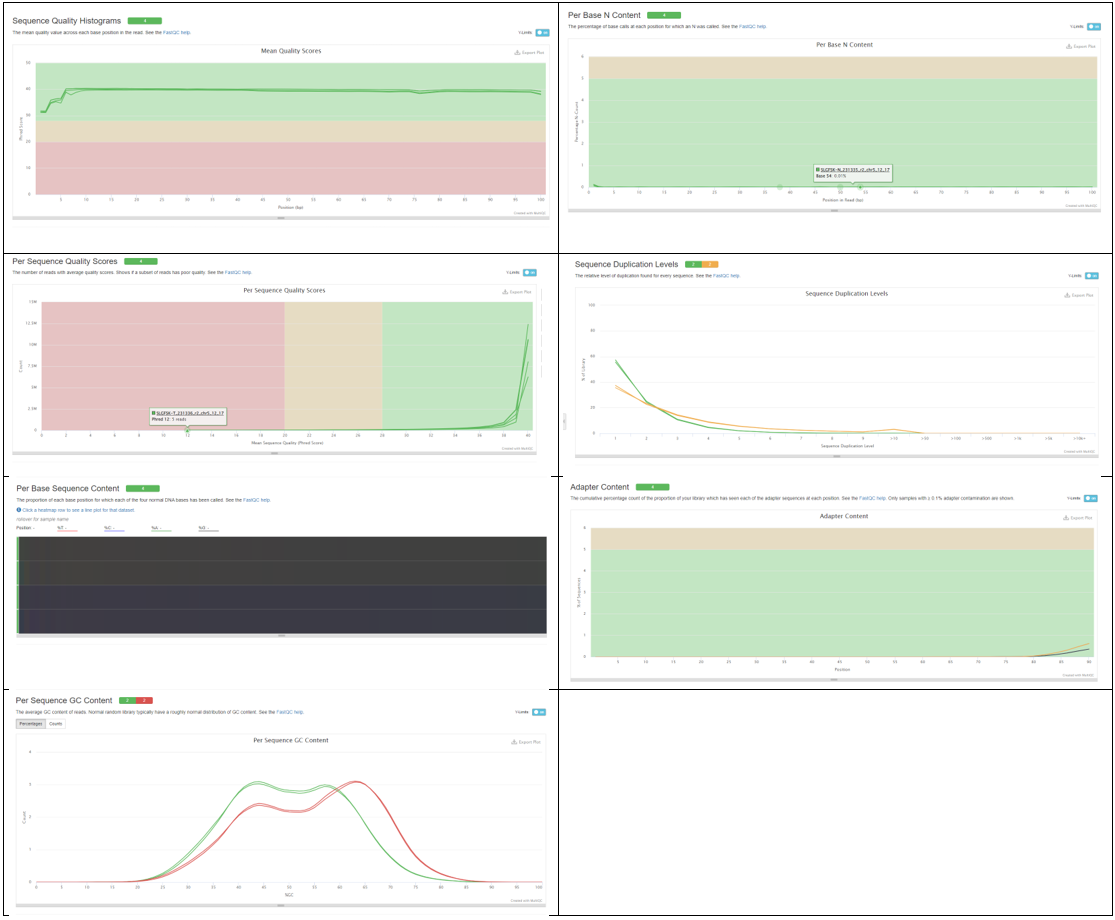 Sequence Quality Histograms 4
The mean quality value across each base position in the read. See the FastQC help.
Y-Limits: on
Mean Quality Scores
Export Plot
Phred Score
50
40
30
20
10
0
5 10 15 20 25 30 35 40 45 50 55 60 65 70 75 80 85 90 95 100
Position (bp)
Created with MultiQC
Per Base N Content 4
The percentage of base calls at each position for which an N was called. See the FastQC help.
Y-Limits: on
Per Base N Content
Export Plot
Percentage N-Count
6
5
4
3
2
1
0
SLGFSK-N_231335_r2_chr5_12_17
Base 54: 0.01%
0 5 10 15 20 25 30 35 40 45 50 55 60 65 70 75 80 85 90 95 100
Position in Read (bp)
Created with MultiQC
Per Sequence Quality Scores 4
The number of reads with average quality scores. Shows if a subset of reads has poor quality. See the FastQC help.
Y-Limits: on
Per Sequence Quality Scores
Export Plot
Count
15M
12.5M
10M
7.5M
5M
2.5M
0
SLGFSK-T_231336_r2_chr5_12_17
Phred 12: 1 reads
0 2 4 6 8 10 12 14 16 18 20 22 24 26 28 30 32 34 36 38 40
Mean Sequence Quality (Phred Score)
Created with MultiQC
Sequence Duplication Levels 2 2
The relative level of duplication found for every sequence. See the FastQC help.
Y-Limits: on
Sequence Duplication Levels
Export Plot
% of Library
100
80
60
40
20
0
1 2 3 4 5 6 7 8 9 >10 >50 >100 >500 >1k >5k >10k+
Sequence Duplication Level
Created with MultiQC
Per Base Sequence Content 4
The proportion of each base position for which each of the four normal DNA bases has been called. See the FastQC help.
Click a heatmap row to see a line plot for that dataset.
rollover for sample name
Position: - %T: - %C: - %A: - %G: -
Adapter Content 4
The cumulative percentage count of the proportion of your library which has seen each of the adapter sequences at each position. See the FastQC help. Only samples with ≥ 0.1% adapter contamination are shown
Y-Limits: on
Adapter Content
Export Plot
% of Sequences
6
5
4
3
2
1
0
5 10 15 20 25 30 35 40 45 50 55 60 65 70 75 80 85 90
Position
Created with MultiQC
Per Sequence GC Content 2 2
The average GC content of reads. Normal random library typically have a roughly normal distribution of GC content. See the FastQC help.
Y-Limits: on
Percentages Counts
Per Sequence GC Content
Export Plot
Count
4
3
2
1
0
0 5 10 15 20 25 30 35 40 45 50 55 60 65 70 75 80 85 90 95 100
%GC
Created with MultiQC